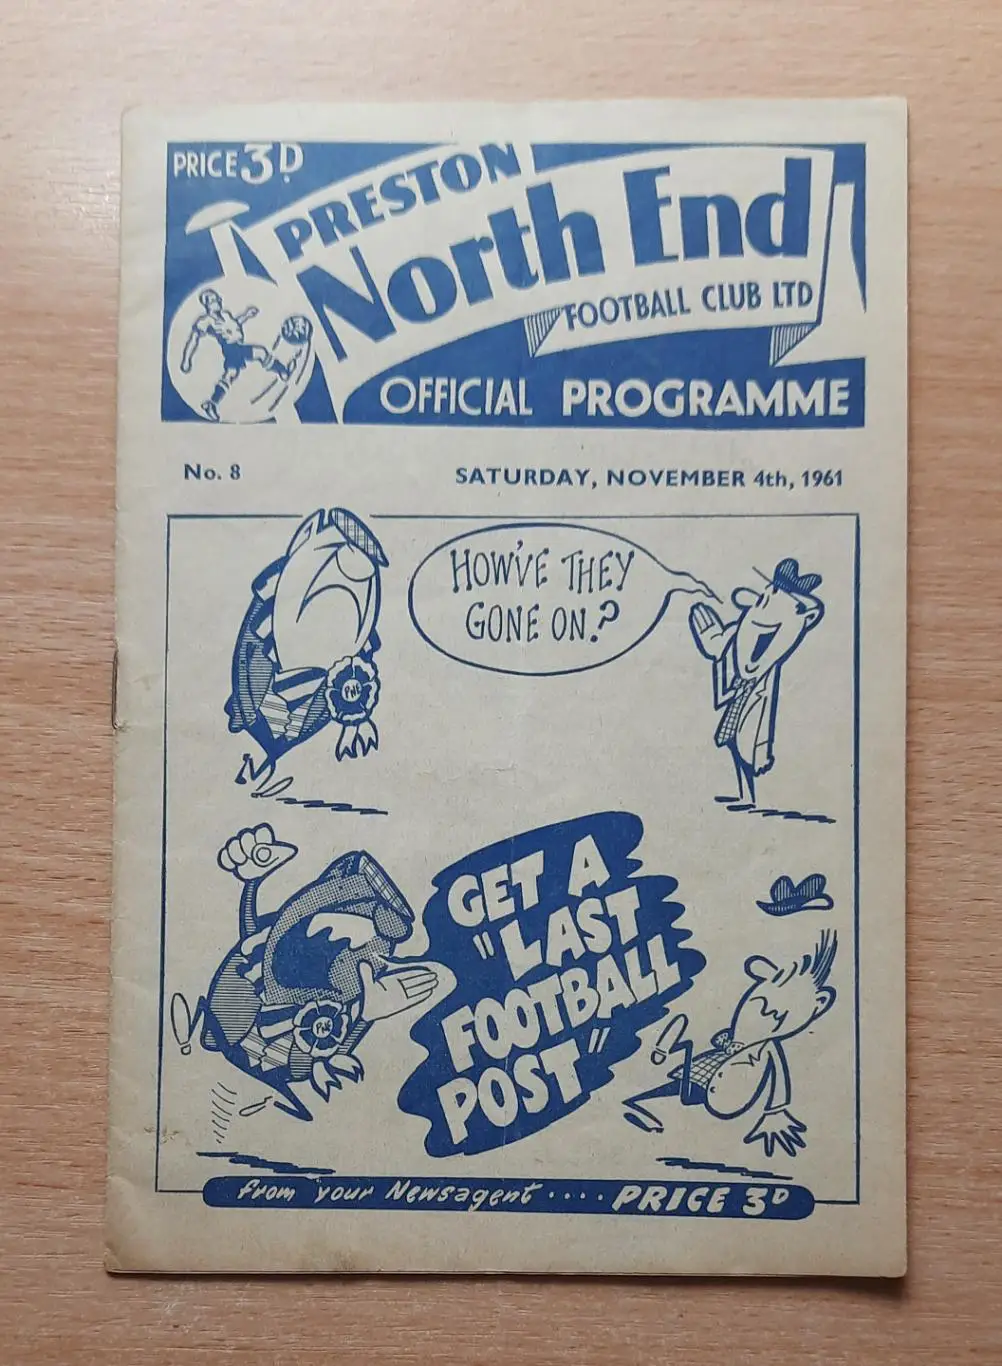 PRICE 3D.
PRESTON
North End
FOOTBALL CLUB LTD
OFFICIAL PROGRAMME
No. 8
SATURDAY, NOVEMBER 4th, 1961
HOW'VE THEY
GONE ON.?
PNE
GET A
"LAST
FOOTBALL
POST"
PNE
from your Newsagent .... PRICE 3D